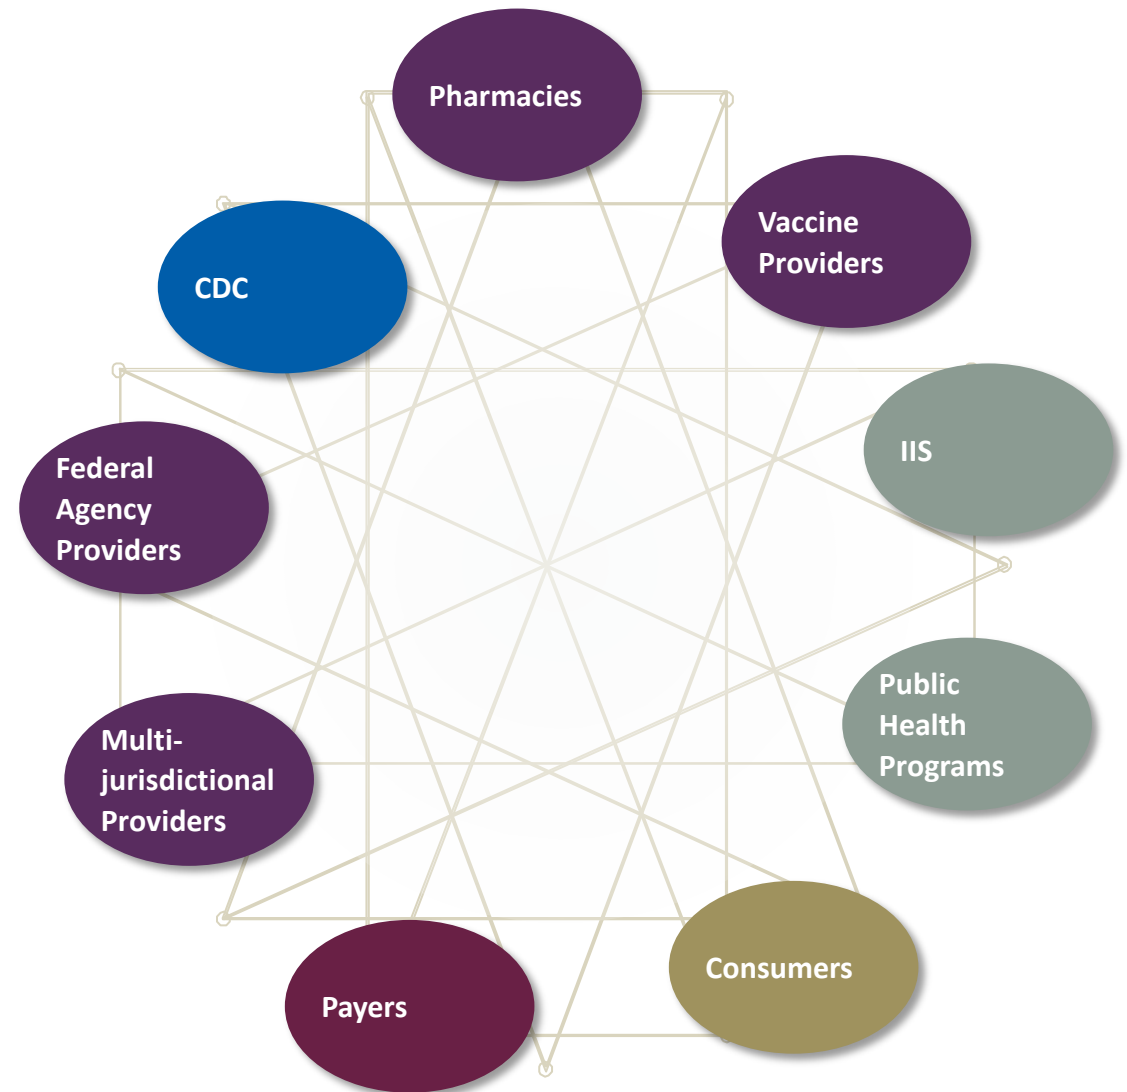 Pharmacies
Vaccine
Providers
CDC
IIS
Federal
Agency
Providers
Public
Health
Programs
Multi-
jurisdictional
Providers
Consumers
Payers